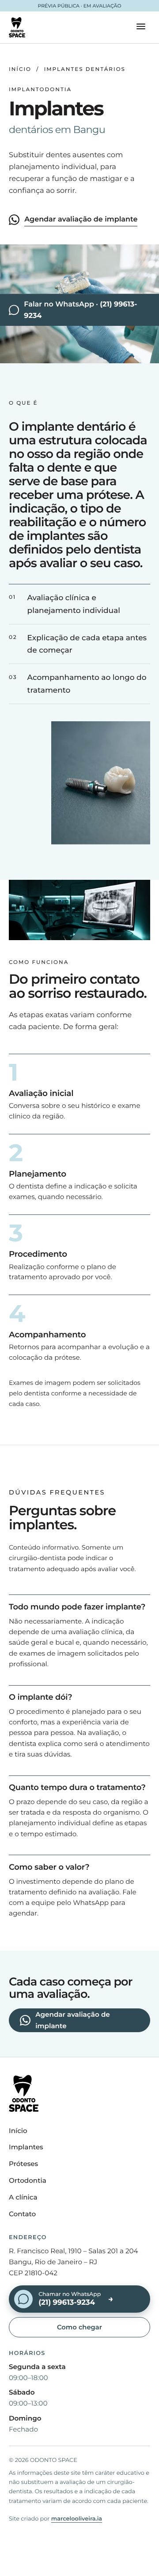 PRÉVIA PÚBLICA · EM AVALIAÇÃO
ODONTO
SPACE
INÍCIO / IMPLANTES DENTÁRIOS
IMPLANTODONTIA
Implantes
dentários em Bangu
Substituir dentes ausentes com
planejamento individual, para
recuperar a função de mastigar e a
confiança ao sorrir.
Agendar avaliação de implante
Falar no WhatsApp · (21) 99613-
9234
O QUE É
O implante dentário é
uma estrutura colocada
no osso da região onde
falta o dente e que
serve de base para
receber uma prótese. A
indicação, o tipo de
reabilitação e o número
de implantes são
definidos pelo dentista
após avaliar o seu caso.
01 Avaliação clínica e
planejamento individual
02 Explicação de cada etapa antes
de começar
03 Acompanhamento ao longo do
tratamento
COMO FUNCIONA
Do primeiro contato
ao sorriso restaurado.
As etapas exatas variam conforme
cada paciente. De forma geral:
1
Avaliação inicial
Conversa sobre o seu histórico e exame
clínico da região.
2
Planejamento
O dentista define a indicação e solicita
exames, quando necessário.
3
Procedimento
Realização conforme o plano de
tratamento aprovado por você.
4
Acompanhamento
Retornos para acompanhar a evolução e a
colocação da prótese.
Exames de imagem podem ser solicitados
pelo dentista conforme a necessidade de
cada caso.
DÚVIDAS FREQUENTES
Perguntas sobre
implantes.
Conteúdo informativo. Somente um
cirurgião-dentista pode indicar o
tratamento adequado após avaliar você.
Todo mundo pode fazer implante?
Não necessariamente. A indicação
depende de uma avaliação clínica, da
saúde geral e bucal e, quando necessário,
de exames de imagem solicitados pelo
profissional.
O implante dói?
O procedimento é planejado para o seu
conforto, mas a experiência varia de
pessoa para pessoa. Na avaliação, o
dentista explica como será o atendimento
e tira suas dúvidas.
Quanto tempo dura o tratamento?
O prazo depende do seu caso, da região a
ser tratada e da resposta do organismo. O
planejamento individual define as etapas
e o tempo estimado.
Como saber o valor?
O investimento depende do plano de
tratamento definido na avaliação. Fale
com a equipe pelo WhatsApp para
agendar.
Cada caso começa por
uma avaliação.
Agendar avaliação de
implante
ODONTO
SPACE
Início
Implantes
Próteses
Ortodontia
A clínica
Contato
ENDEREÇO
R. Francisco Real, 1910 – Salas 201 a 204
Bangu, Rio de Janeiro – RJ
CEP 21810-042
Chamar no WhatsApp
(21) 99613-9234 →
Como chegar
HORÁRIOS
Segunda a sexta
09:00–18:00
Sábado
09:00–13:00
Domingo
Fechado
© 2026 ODONTO SPACE
As informações deste site têm caráter educativo e
não substituem a avaliação de um cirurgião-
dentista. Os resultados e a duração de cada
tratamento variam de acordo com cada paciente.
Site criado por marcelooliveira.ia